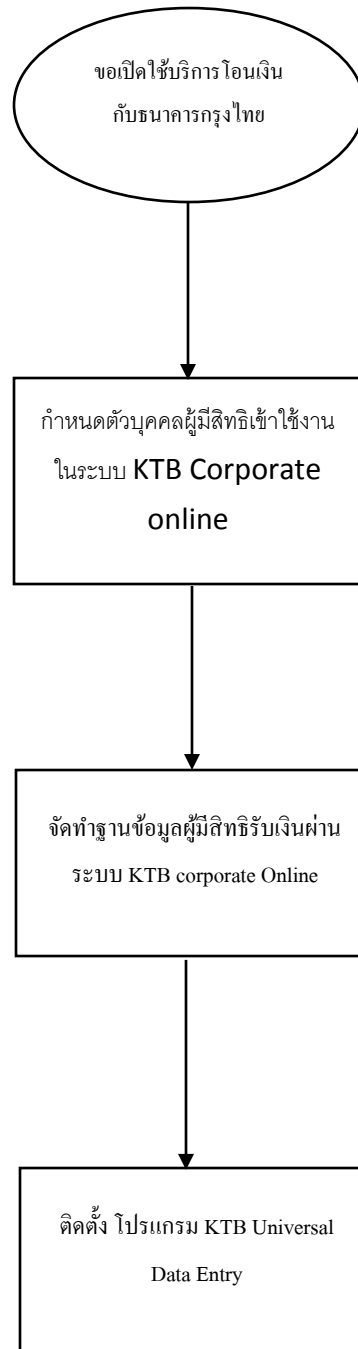 ขอเปิดใช้บริการโอนเงิน
กับธนาคารกรุงไทย
กำหนดตัวบุคคลผู้มีสิทธิเข้าใช้งาน
ในระบบ KTB Corporate
online
จัดทำฐานข้อมูลผู้มีสิทธิรับเงินผ่าน
ระบบ KTB corporate Online
ติดตั้ง โปรแกรม KTB Universal
Data Entry